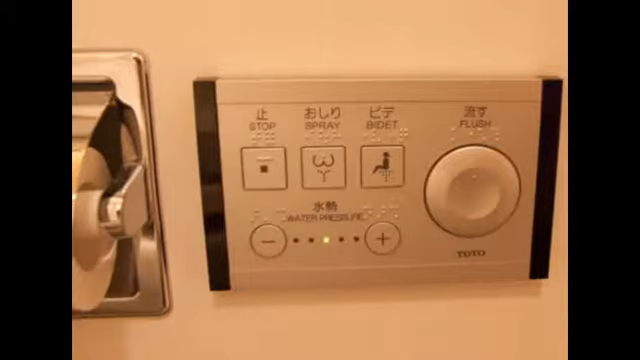 止 おしり ビデ 流す
STOP SPRAY BIDET FLUSH
水勢
WATER PRESSURE
− +
TOTO